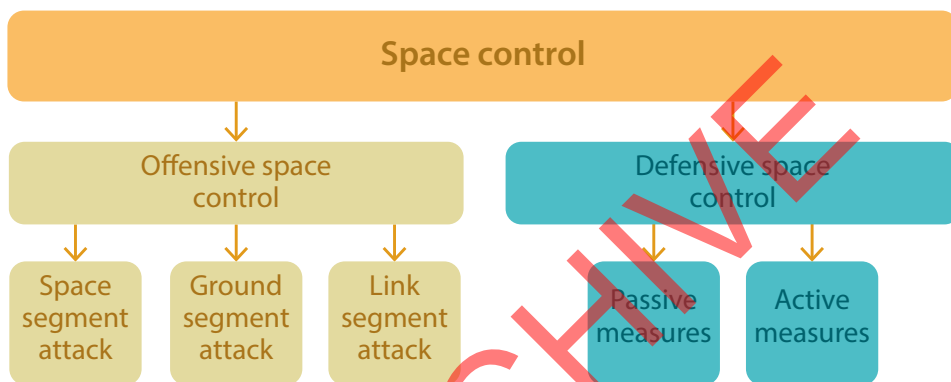 Space control
Offensive space
control
Defensive space
control
Space
segment
attack
Ground
segment
attack
Link
segment
attack
Passive
measures
Active
measures
CHIVE